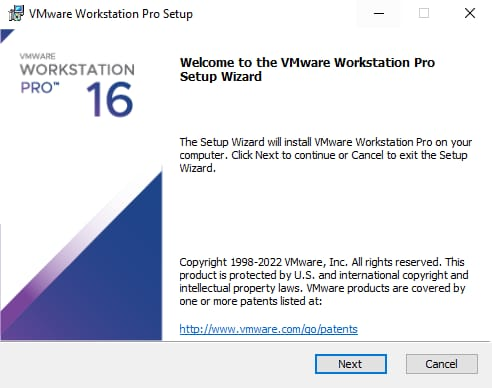 VMware Workstation Pro Setup
VMWARE
WORKSTATION
PRO™ 16
Welcome to the VMware Workstation Pro
Setup Wizard
The Setup Wizard will install VMware Workstation Pro on your
computer. Click Next to continue or Cancel to exit the Setup
Wizard.
Copyright 1998-2022 VMware, Inc. All rights reserved. This
product is protected by U.S. and international copyright and
intellectual property laws. VMware products are covered by
one or more patents listed at:
http://www.vmware.com/go/patents
Next Cancel